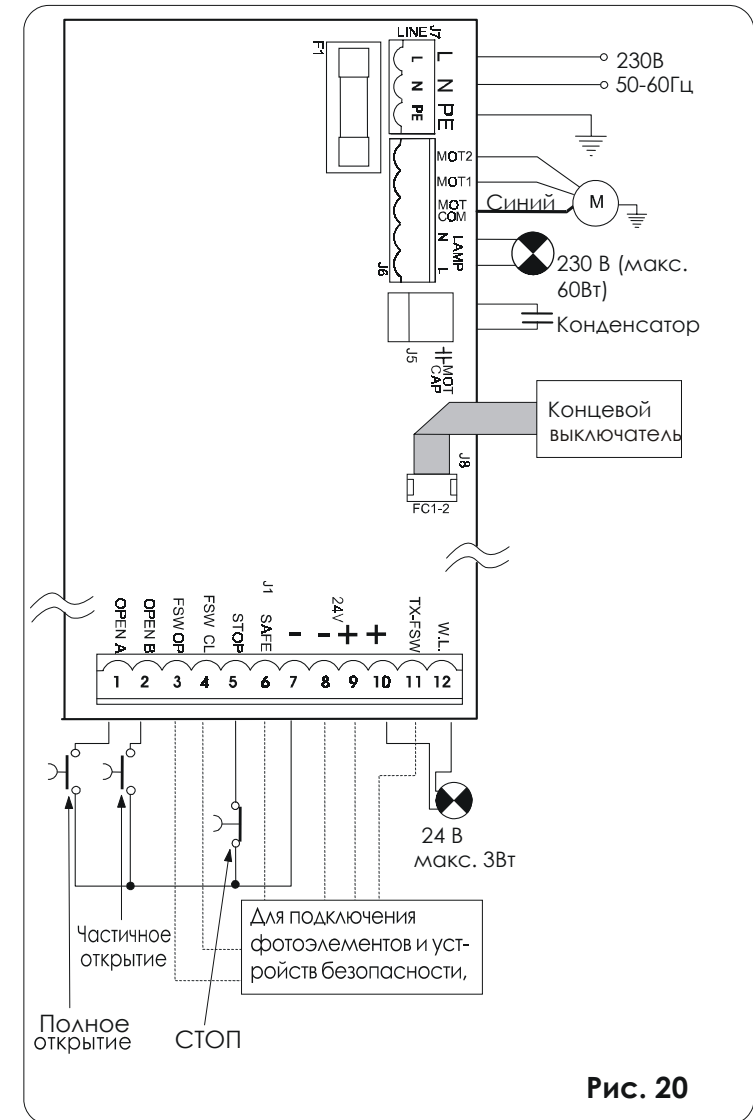 LINE J7
F1
L N PE
L N PE
230В
50-60Гц
MOT2
MOT1
MOT COM
Синий
M
N L
LAMP
J6
230 В (макс.
60Вт)
J5
MOT CAP
Конденсатор
Концевой
выключатель
J8
FC1-2
OPEN A
OPEN B
FSW OP
FSW CL
STOP
J1
SAFE
-
-
24V
+
+
TX-FSW
W.L.
1 2 3 4 5 6 7 8 9 10 11 12
24 В
макс. 3Вт
Для подключения
фотоэлементов и уст-
ройств безопасности,
Частичное
открытие
Полное
открытие
СТОП
Рис. 20